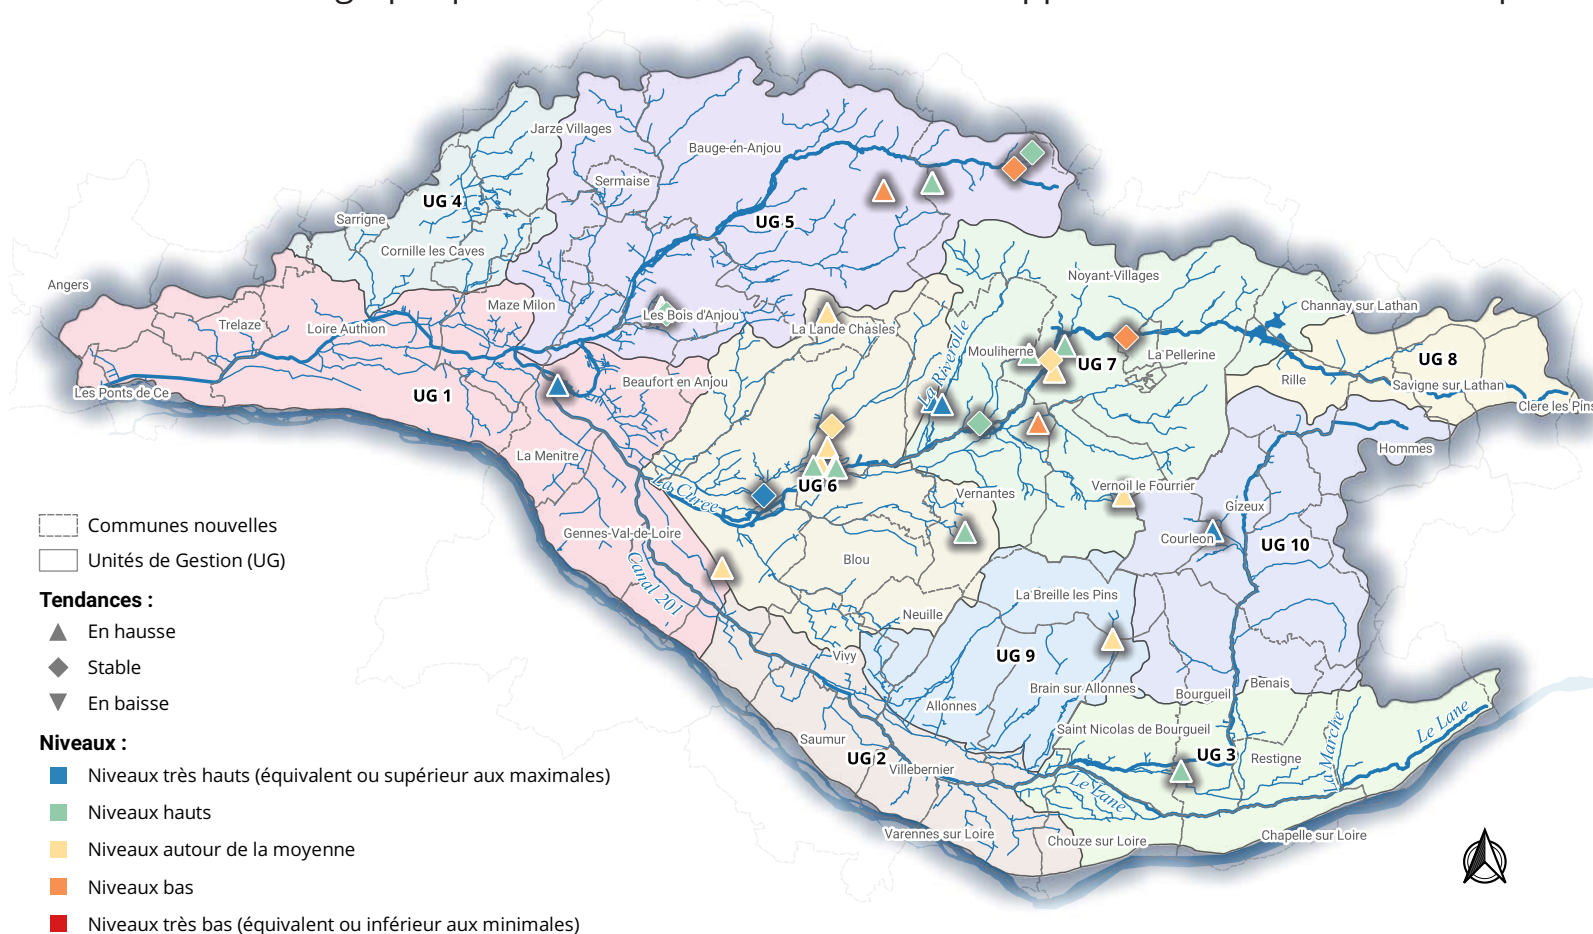 Jarze Villages
Bauge-en-Anjou
Sermaise
UG 4
Sarrigne
UG 5
Cornille les Caves
Angers
Noyant-Villages
Maze Milon
Channay sur Lathan
Les Bois d'Anjou
Trelaze
Loire Authion
La Lande Chasles
La Riverolle
Mouliherne
La Pellerine
UG 7
UG 8
Rille
Savigne sur Lathan
Les Ponts de Ce
UG 1
Beaufort en Anjou
Clere les Pins
Hommes
La Menitre
La Curee
UG 6
Vernantes
Vernoil le Fourrier
Gizeux
Communes nouvelles
Gennes-Val-de-Loire
Courleon
UG 10
Unités de Gestion (UG)
Blou
Canal 201
Tendances :
La Breille les Pins
Neuille
En hausse
Vivy
UG 9
Stable
Brain sur Allonnes
Bourgueil
Benais
En baisse
Allonnes
Saint Nicolas de Bourgueil
Le Lane
La Marche
Niveaux :
Saumur
UG 2
Villebernier
UG 3
Restigne
Le Lane
Niveaux très hauts (équivalent ou supérieur aux maximales)
Niveaux hauts
Varennes sur Loire
Chouze sur Loire
Chapelle sur Loire
Niveaux autour de la moyenne
Niveaux bas
Niveaux très bas (équivalent ou inférieur aux minimales)